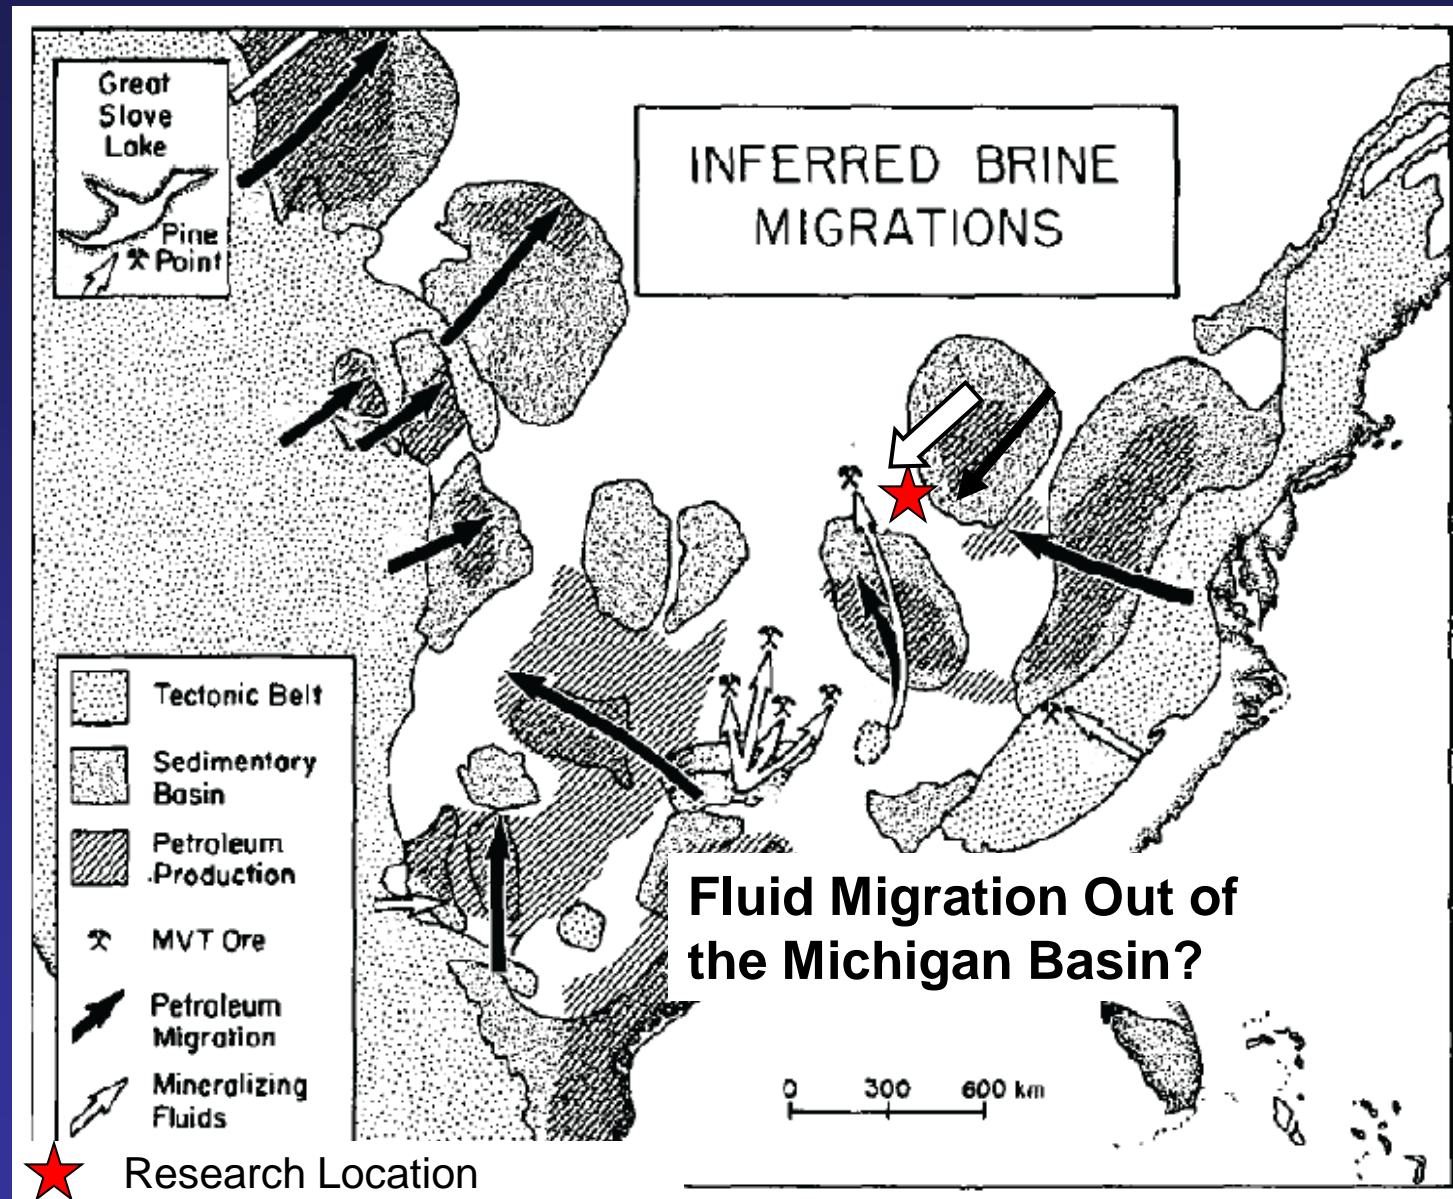 Great
Slave
Lake
Pine
Point
INFERRED BRINE
MIGRATIONS
Tectonic Belt
Sedimentary
Basin
Petroleum
Production
MVT Ore
Petroleum
Migration
Mineralizing
Fluids
Research Location
Fluid Migration Out of
the Michigan Basin?
0 300 600 km